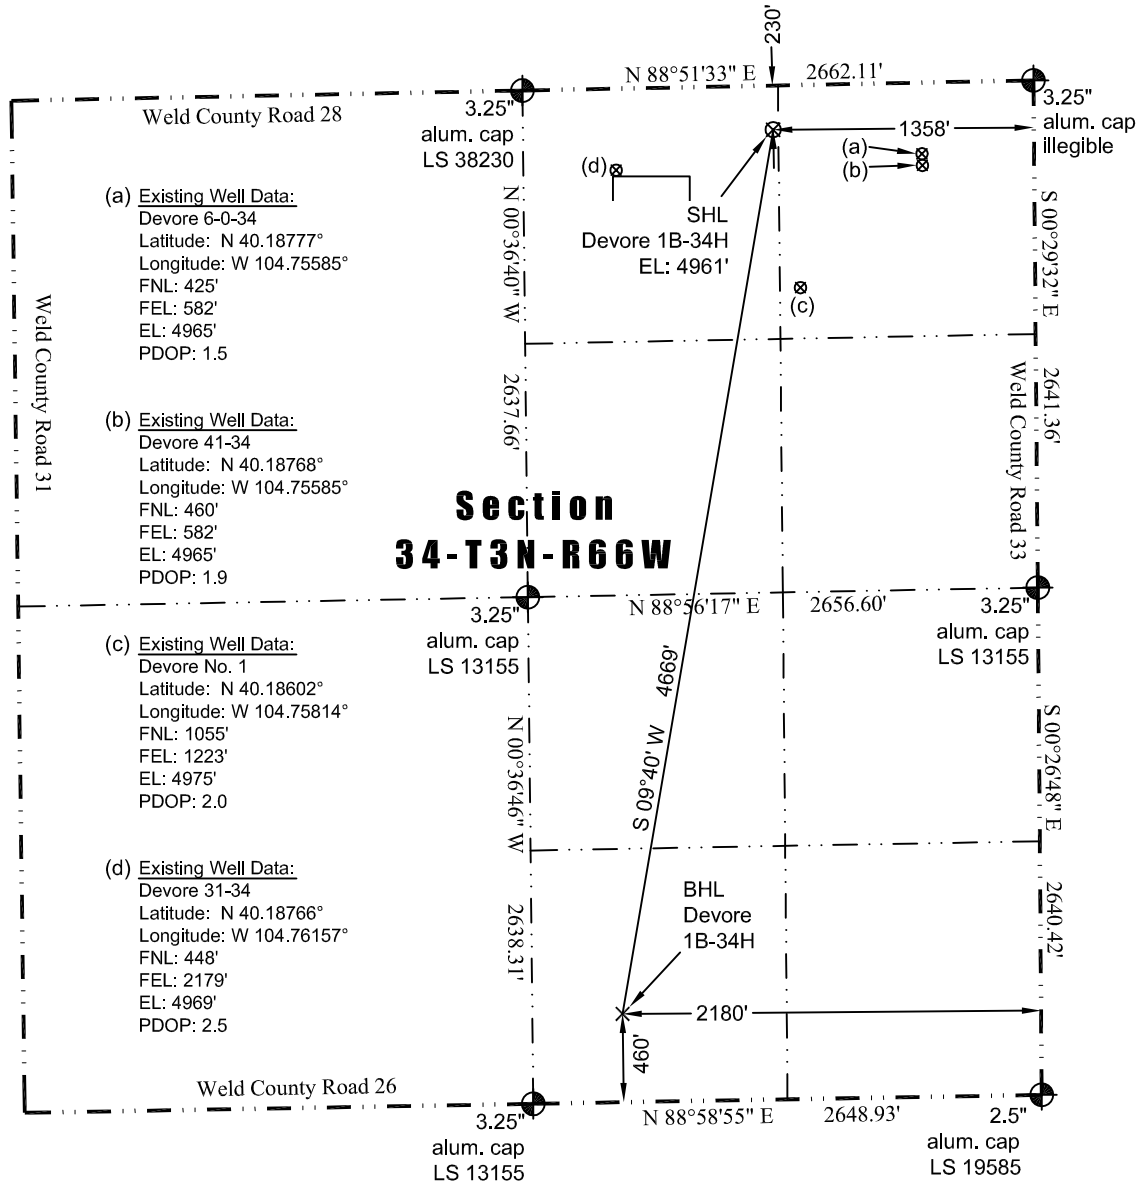 230'
N 88°51'33" E
2662.11'
Weld County Road 28
3.25"
alum. cap
LS 38230
3.25"
alum. cap
illegible
1358'
(a)
(b)
(d)
SHL
Devore 1B-34H
EL: 4961'
(c)
(a) Existing Well Data:
Devore 6-0-34
Latitude: N 40.18777°
Longitude: W 104.75585°
FNL: 425'
FEL: 582'
EL: 4965'
PDOP: 1.5
N 00°36'40" W
S 00°29'32" E
Weld County Road 31
2637.66'
2641.36'
Weld County Road 33
(b) Existing Well Data:
Devore 41-34
Latitude: N 40.18768°
Longitude: W 104.75585°
FNL: 460'
FEL: 582'
EL: 4965'
PDOP: 1.9
Section
34-T3N-R66W
3.25"
alum. cap
LS 13155
N 88°56'17" E
2656.60'
3.25"
alum. cap
LS 13155
(c) Existing Well Data:
Devore No. 1
Latitude: N 40.18602°
Longitude: W 104.75814°
FNL: 1055'
FEL: 1223'
EL: 4975'
PDOP: 2.0
S 09°40' W 4669'
N 00°36'46" W
S 00°26'48" E
(d) Existing Well Data:
Devore 31-34
Latitude: N 40.18766°
Longitude: W 104.76157°
FNL: 448'
FEL: 2179'
EL: 4969'
PDOP: 2.5
2638.31'
2640.42'
BHL
Devore
1B-34H
2180'
460'
Weld County Road 26
N 88°58'55" E
2648.93'
3.25"
alum. cap
LS 13155
2.5"
alum. cap
LS 19585